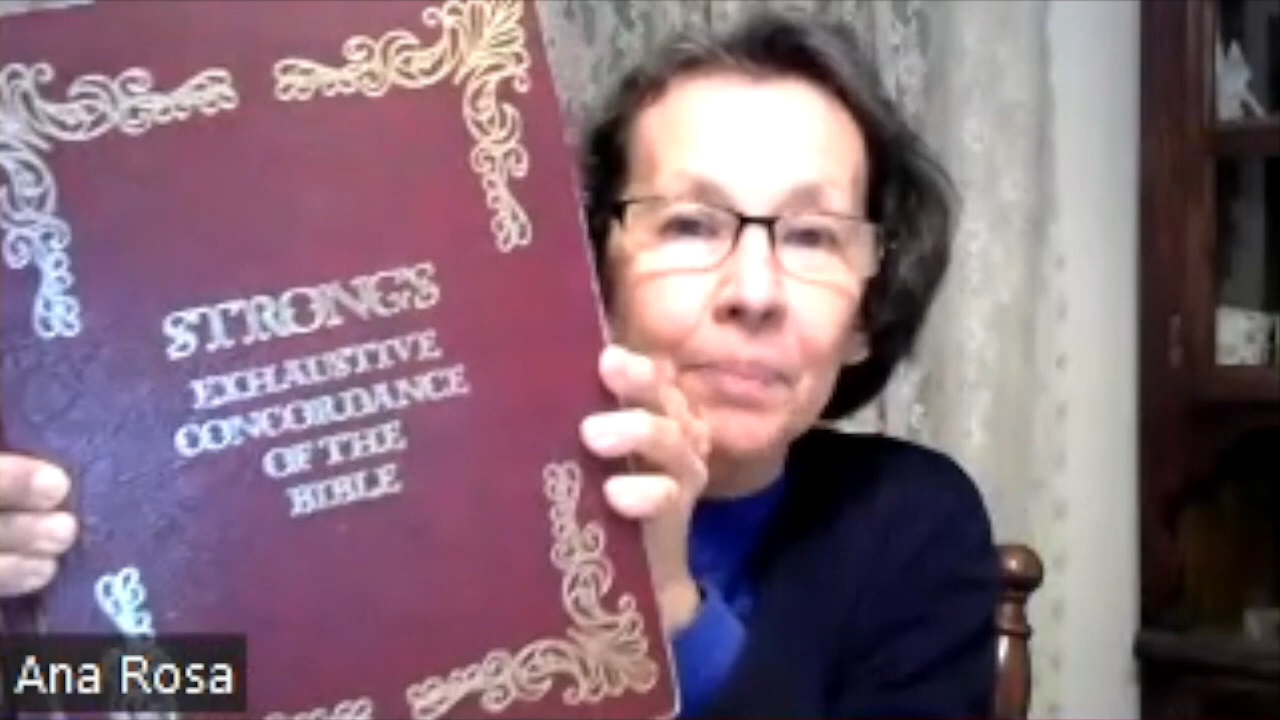 STRONG'S
EXHAUSTIVE
CONCORDANCE
OF THE
BIBLE
Ana Rosa